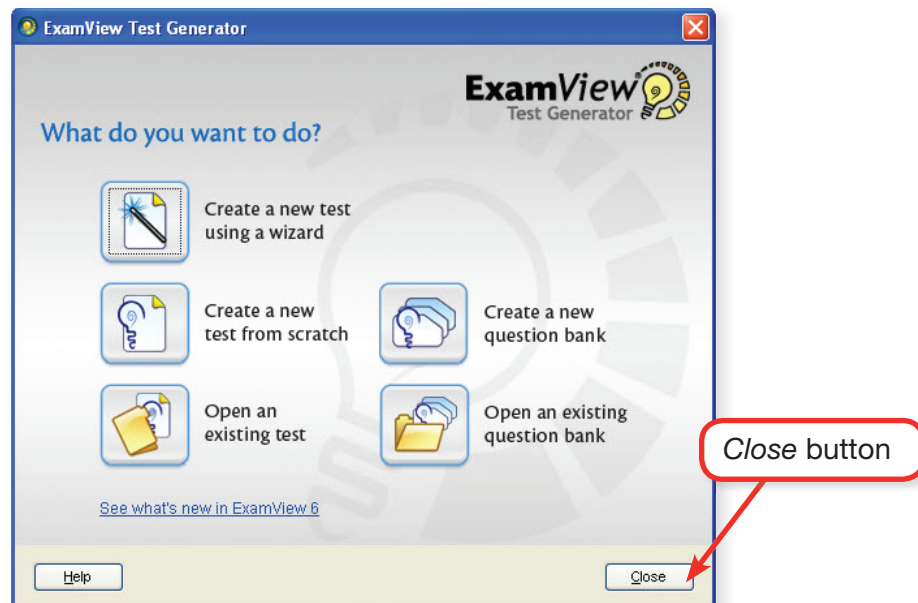 ExamView Test Generator
ExamView
Test Generator
What do you want to do?
Create a new test
using a wizard
Create a new
test from scratch
Create a new
question bank
Open an
existing test
Open an existing
question bank
Close button
See what's new in ExamView 6
Help
Close